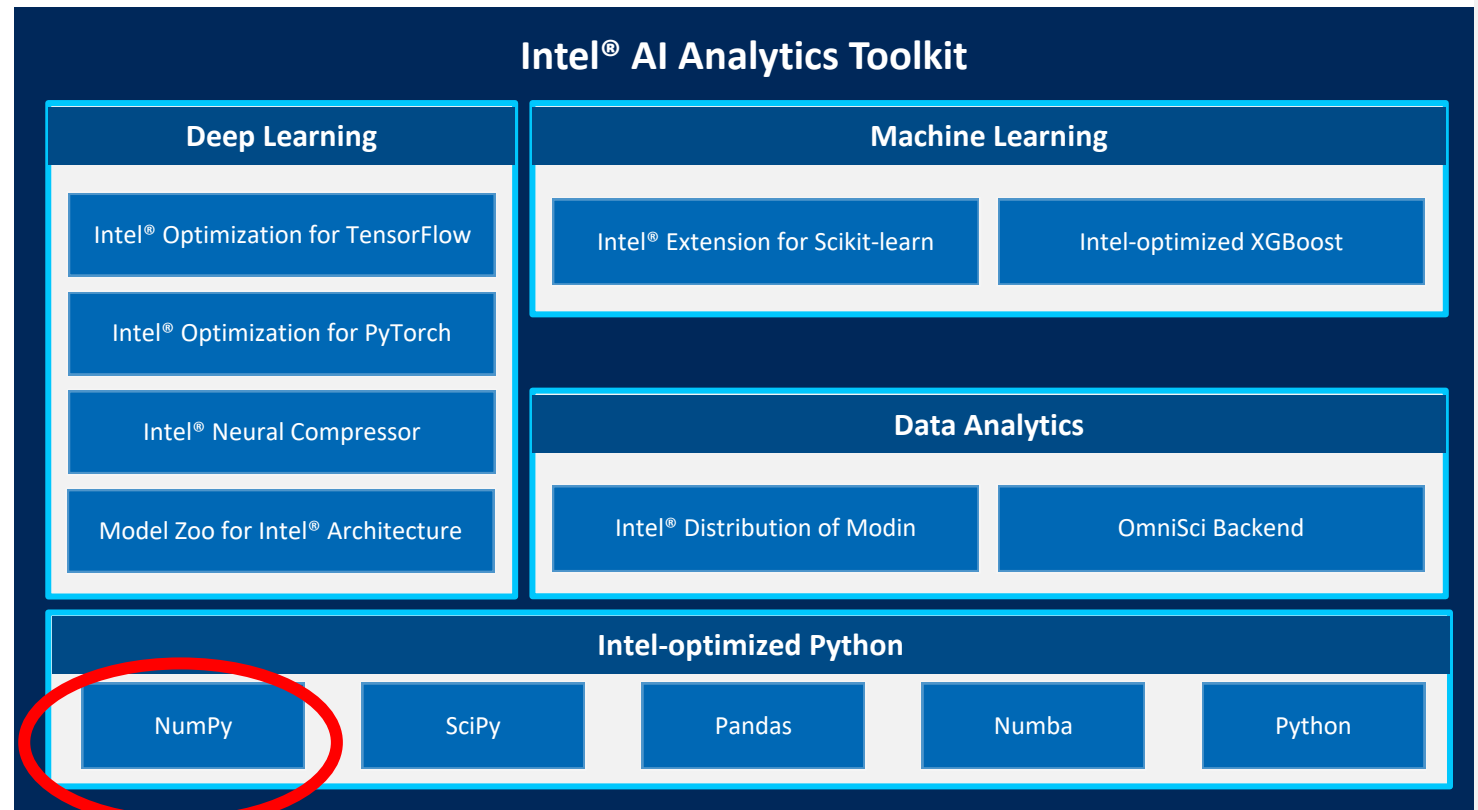 Intel® AI Analytics Toolkit
Deep Learning
Intel® Optimization for TensorFlow
Intel® Optimization for PyTorch
Intel® Neural Compressor
Model Zoo for Intel® Architecture
Machine Learning
Intel® Extension for Scikit-learn
Intel-optimized XGBoost
Data Analytics
Intel® Distribution of Modin
OmniSci Backend
Intel-optimized Python
NumPy
SciPy
Pandas
Numba
Python